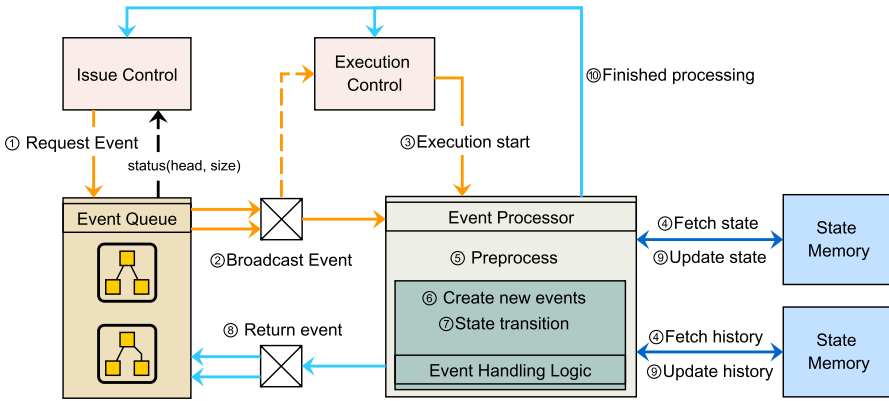 Issue Control
Execution
Control
⑩Finished processing
① Request Event
③Execution start
status(head, size)
Event Queue
Event Processor
④Fetch state
State
Memory
②Broadcast Event
⑤ Preprocess
⑨Update state
⑥ Create new events
⑦State transition
⑧ Return event
④Fetch history
State
Memory
Event Handling Logic
⑨Update history